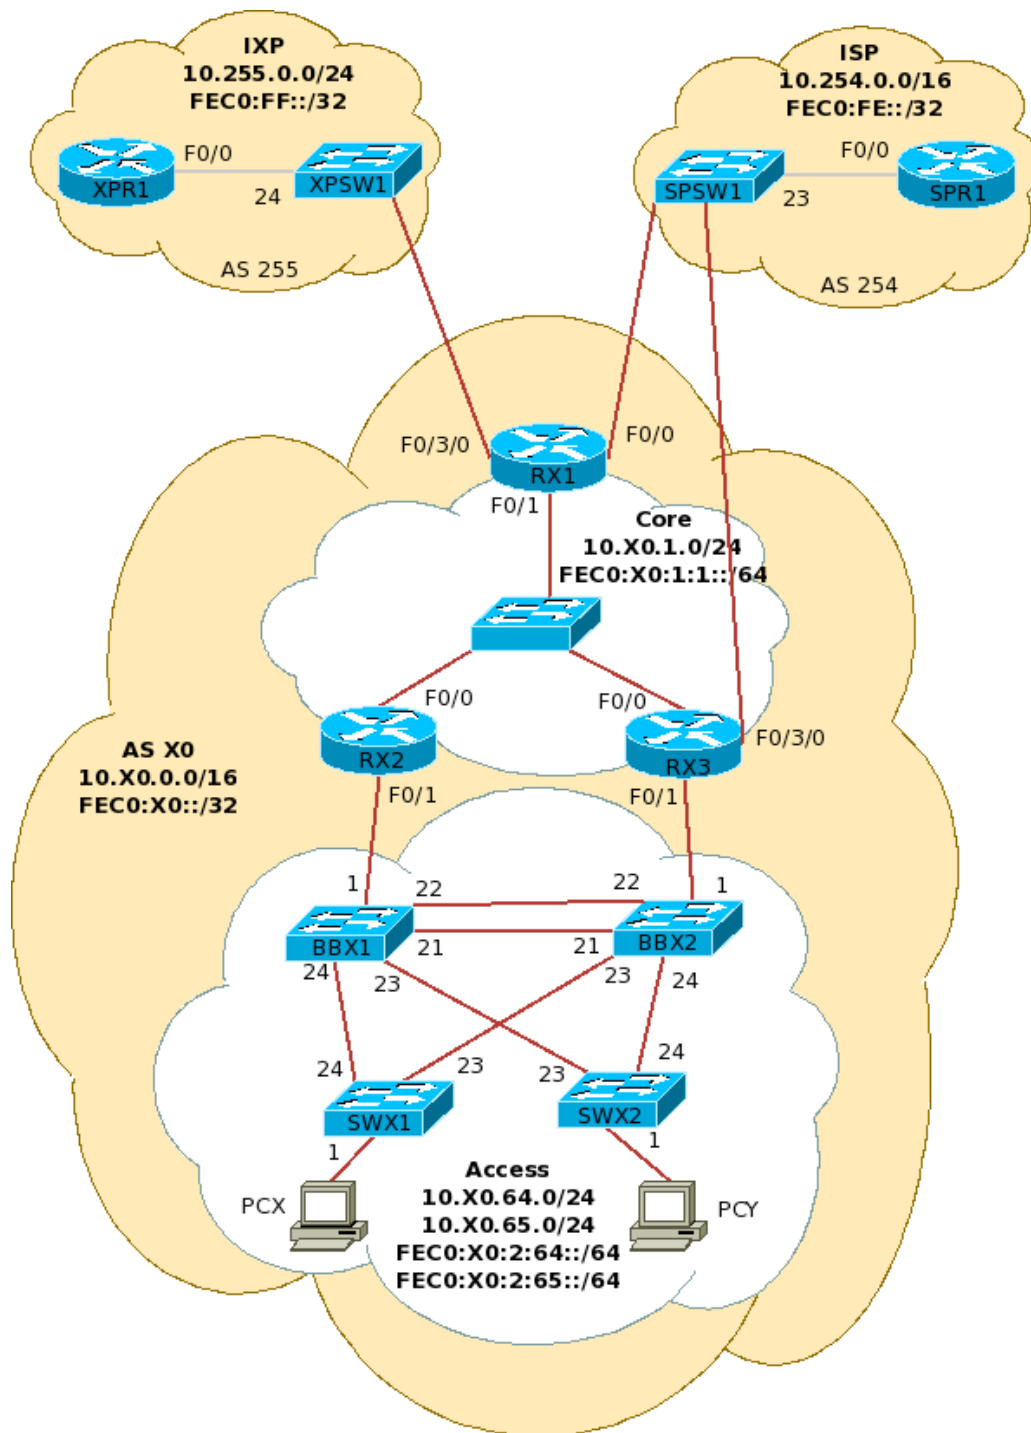 IXP
10.255.0.0/24
FEC0:FF::/32
XPR1
F0/0
24
XPSW1
AS 255
ISP
10.254.0.0/16
FEC0:FE::/32
SPSW1
F0/0
23
SPR1
AS 254
F0/3/0
RX1
F0/0
F0/1
Core
10.X0.1.0/24
FEC0:X0:1:1::/64
F0/0
F0/0
RX2
RX3
F0/3/0
F0/1
F0/1
AS X0
10.X0.0.0/16
FEC0:X0::/32
1
22
22
1
BBX1
21
21
BBX2
24
23
23
24
24
23
23
24
SWX1
SWX2
1
1
PCX
PCY
Access
10.X0.64.0/24
10.X0.65.0/24
FEC0:X0:2:64::/64
FEC0:X0:2:65::/64